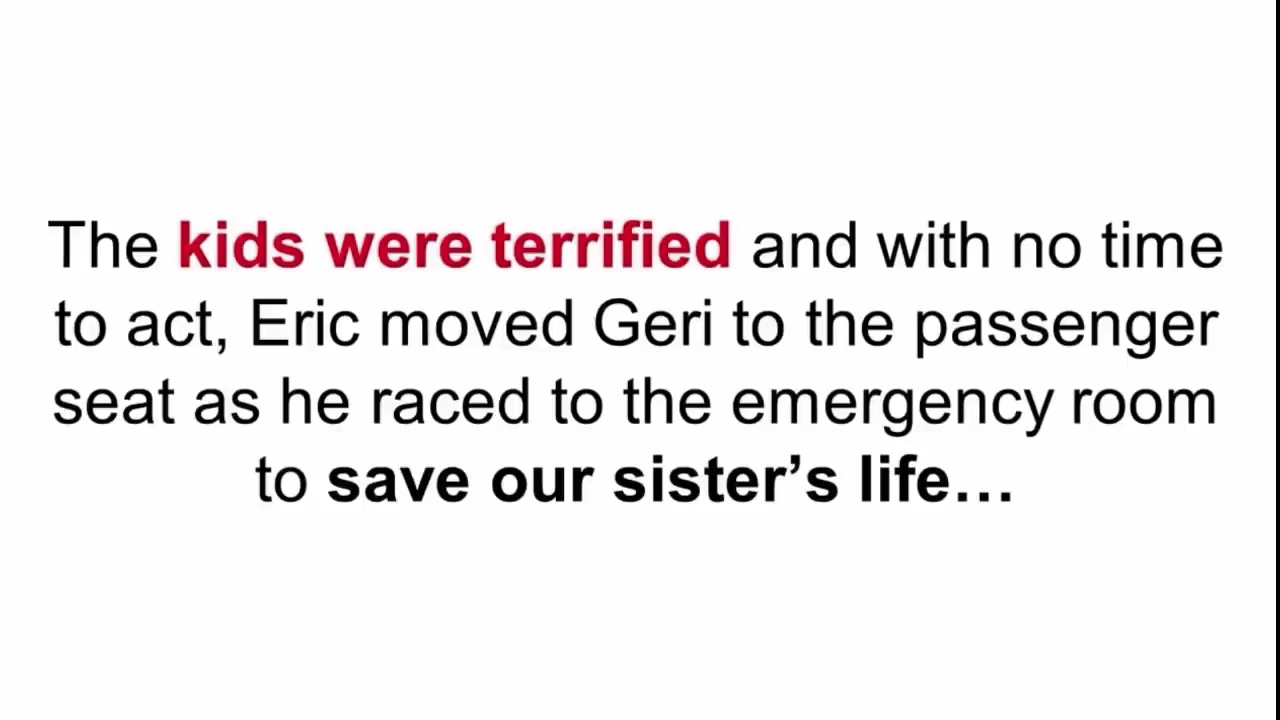 The kids were terrified and with no time
to act, Eric moved Geri to the passenger
seat as he raced to the emergency room
to save our sister’s life…